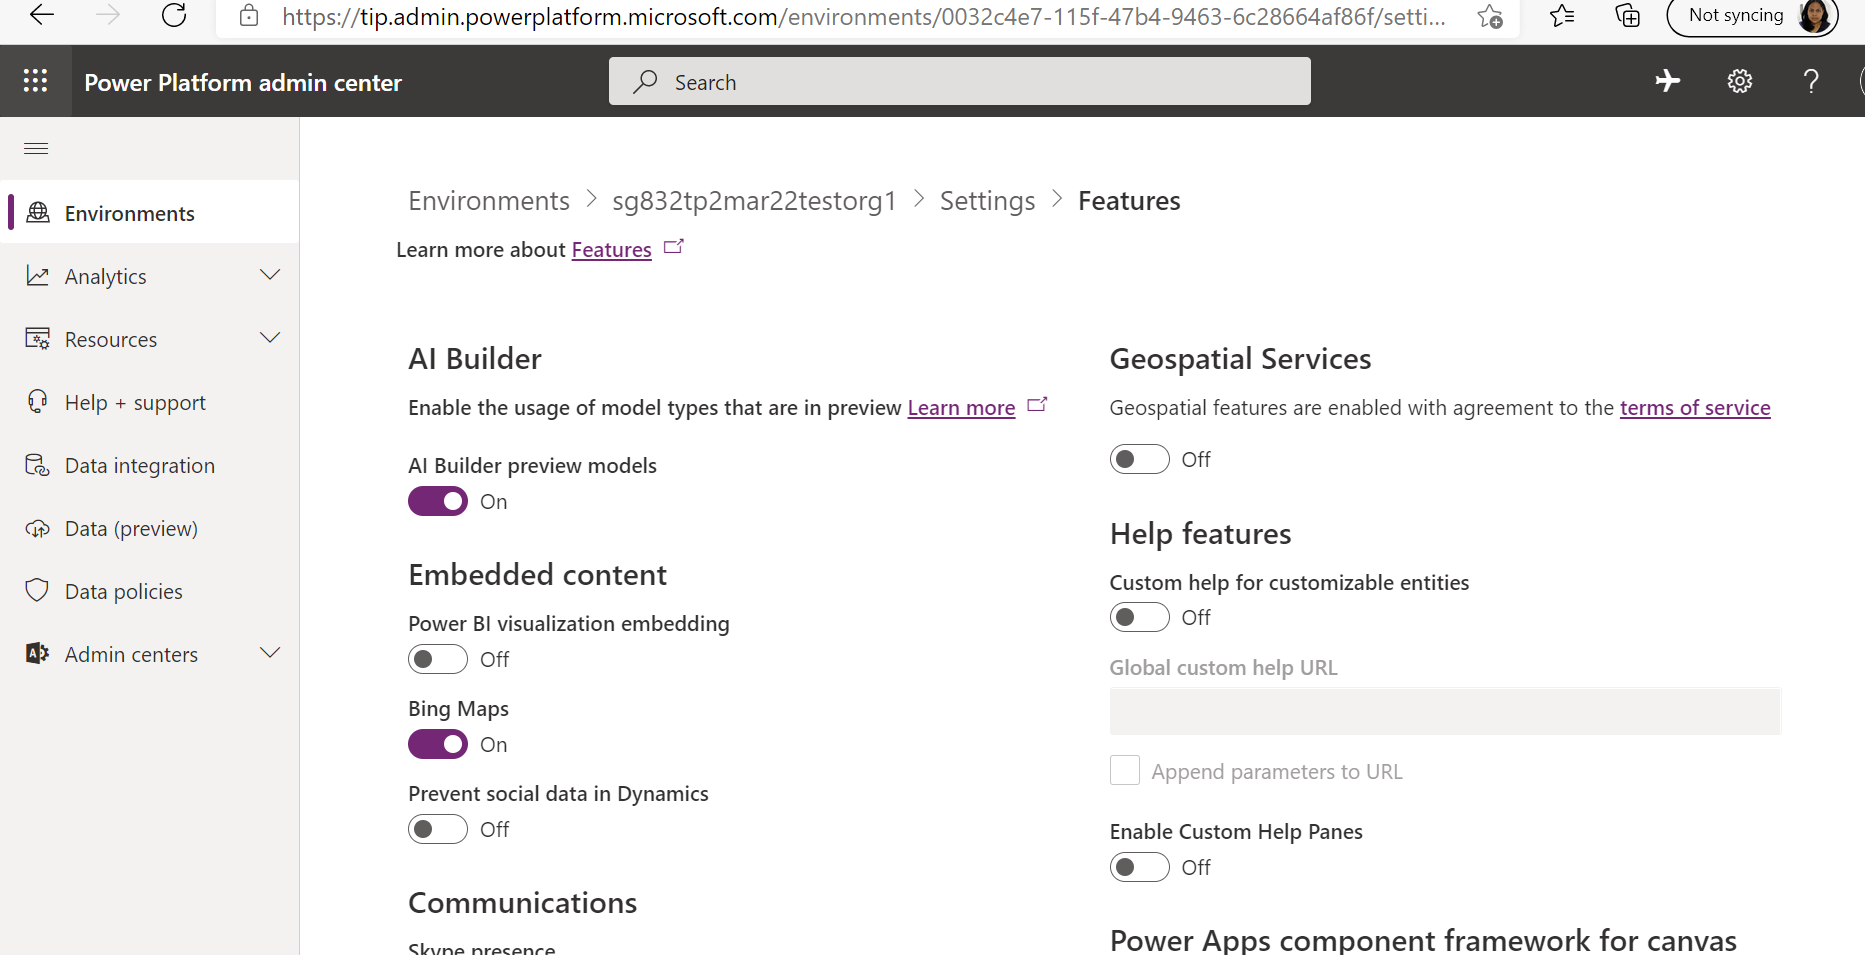 https://tip.admin.powerplatform.microsoft.com/environments/0032c4e7-115f-47b4-9463-6c28664af86f/setti...
Not syncing
Power Platform admin center
Search
Environments
Analytics
Resources
Help + support
Data integration
Data (preview)
Data policies
Admin centers
Environments > sg832tp2mar22testorg1 > Settings > Features
Learn more about Features
AI Builder
Enable the usage of model types that are in preview Learn more
AI Builder preview models
On
Embedded content
Power BI visualization embedding
Off
Bing Maps
On
Prevent social data in Dynamics
Off
Communications
Skype presence
Geospatial Services
Geospatial features are enabled with agreement to the terms of service
Off
Help features
Custom help for customizable entities
Off
Global custom help URL
Append parameters to URL
Enable Custom Help Panes
Off
Power Apps component framework for canvas